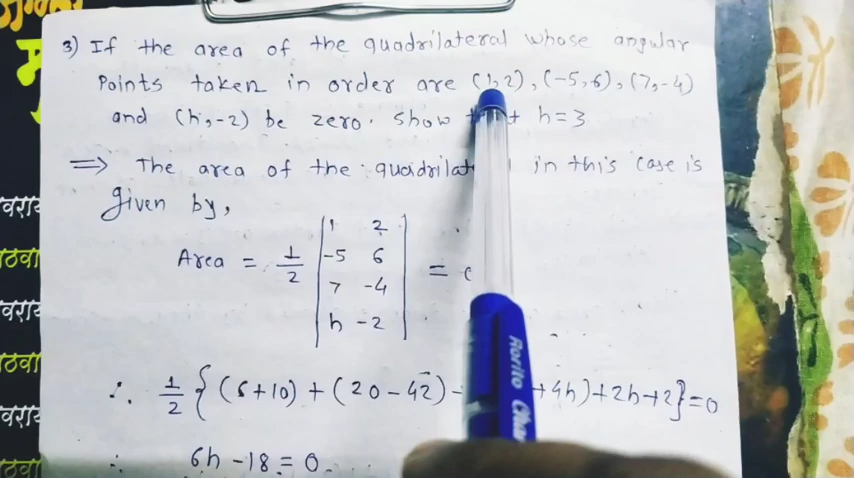 3) If the area of the quadrilateral whose angular
points taken in order are (1,2), (-5,6), (7,-4)
and (h,-2) be zero. show h=3
⇒ The area of the quadrilat in this case is
given by,
Area = 1/2 | 1 2
-5 6
7 -4
h -2 | =
∴ 1/2 { (6+10) + (20-42) +4h)+2h+2}=0
∴ 6h-18=0.
Rorito